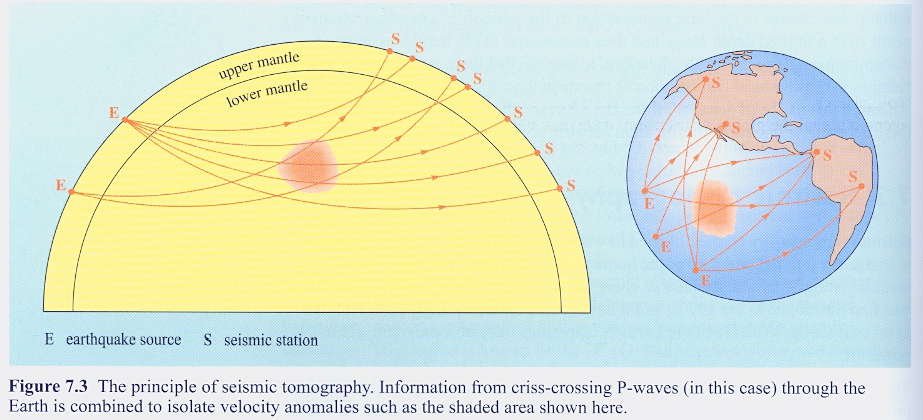 S
S
upper mantle
S
S
lower mantle
E
S
S
E
S
S
S
S
S
E
E
E
E earthquake source S seismic station
Figure 7.3 The principle of seismic tomography. Information from criss-crossing P-waves (in this case) through the
Earth is combined to isolate velocity anomalies such as the shaded area shown here.